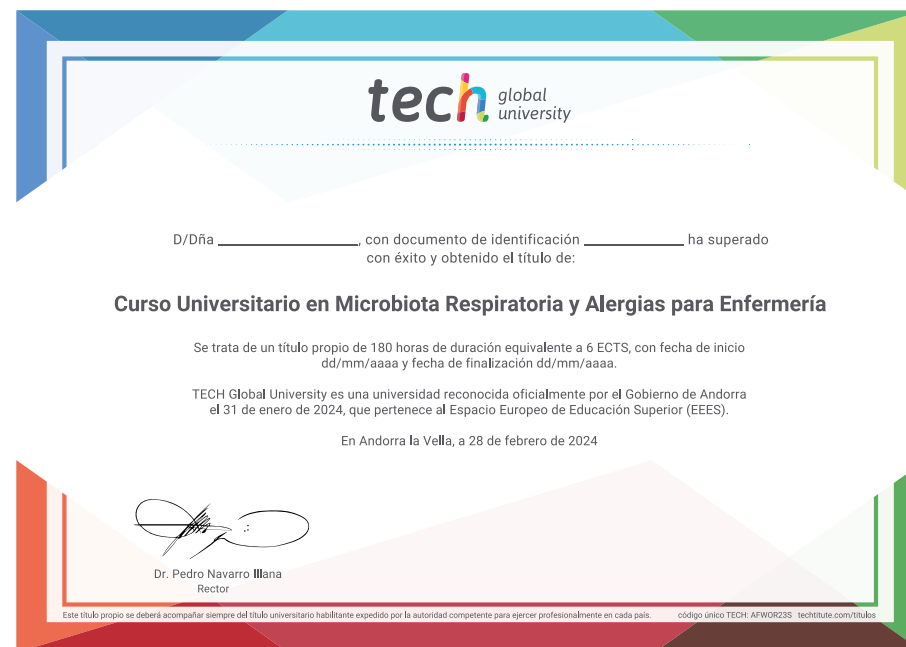 tech global
university
D/Dña ____________________, con documento de identificación ______________ ha superado
con éxito y obtenido el título de:
Curso Universitario en Microbiota Respiratoria y Alergias para Enfermería
Se trata de un título propio de 180 horas de duración equivalente a 6 ECTS, con fecha de inicio
dd/mm/aaaa y fecha de finalización dd/mm/aaaa.
TECH Global University es una universidad reconocida oficialmente por el Gobierno de Andorra
el 31 de enero de 2024, que pertenece al Espacio Europeo de Educación Superior (EEES).
En Andorra la Vella, a 28 de febrero de 2024
Dr. Pedro Navarro Illana
Rector
Este título propio se deberá acompañar siempre del título universitario habilitante expedido por la autoridad competente para ejercer profesionalmente en cada país. código único TECH: AFWOR23S techtitute.com/titulos